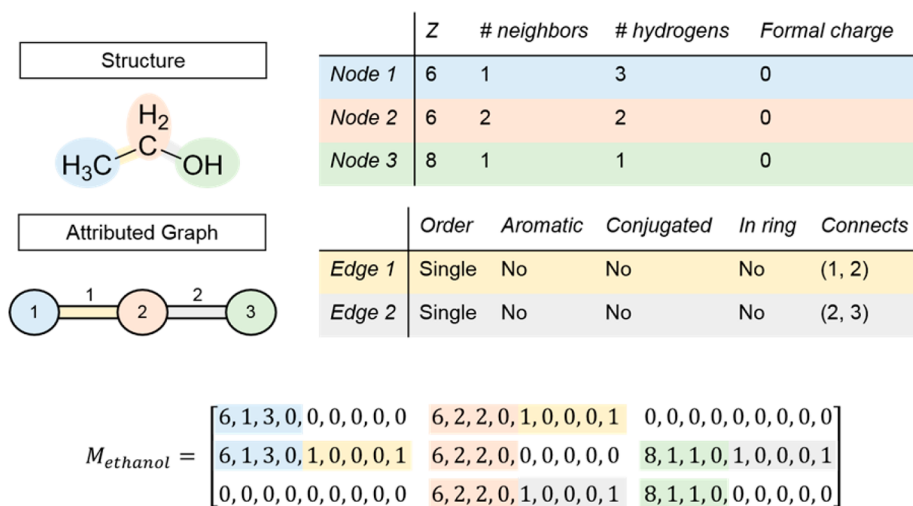 Structure
H2
H3C C OH
Attributed Graph
1 1 2 2 3
Z # neighbors # hydrogens Formal charge
Node 1 6 1 3 0
Node 2 6 2 2 0
Node 3 8 1 1 0
Order Aromatic Conjugated In ring Connects
Edge 1 Single No No No (1, 2)
Edge 2 Single No No No (2, 3)
6, 1, 3, 0, 0, 0, 0, 0, 0 6, 2, 2, 0, 1, 0, 0, 0, 1 0, 0, 0, 0, 0, 0, 0, 0, 0
Methanol = 6, 1, 3, 0, 1, 0, 0, 0, 1 6, 2, 2, 0, 0, 0, 0, 0, 0 8, 1, 1, 0, 1, 0, 0, 0, 1
0, 0, 0, 0, 0, 0, 0, 0, 0 6, 2, 2, 0, 1, 0, 0, 0, 1 8, 1, 1, 0, 0, 0, 0, 0, 0